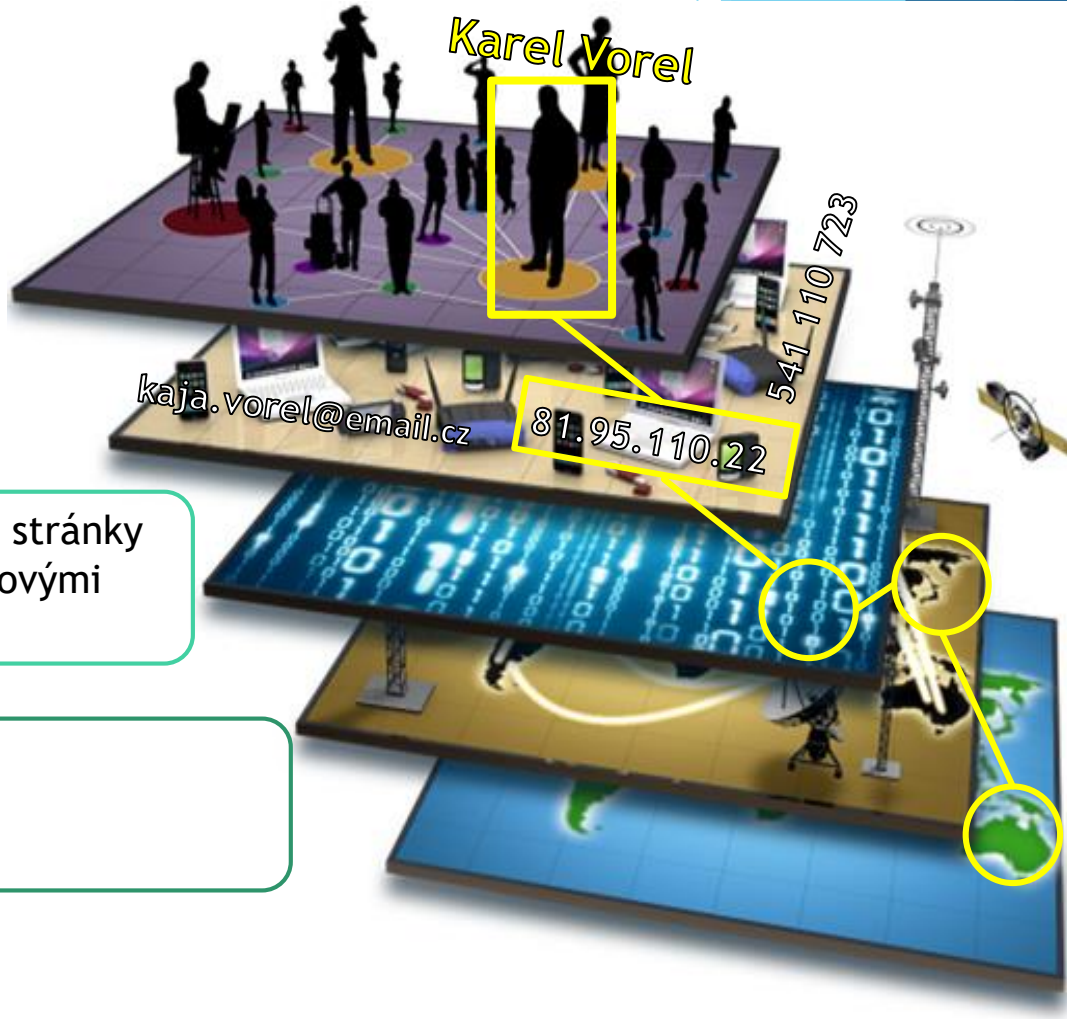 Karel Vorel
541 110 723
kaja.vorel@email.cz
81.95.110.22
stránky
ovými